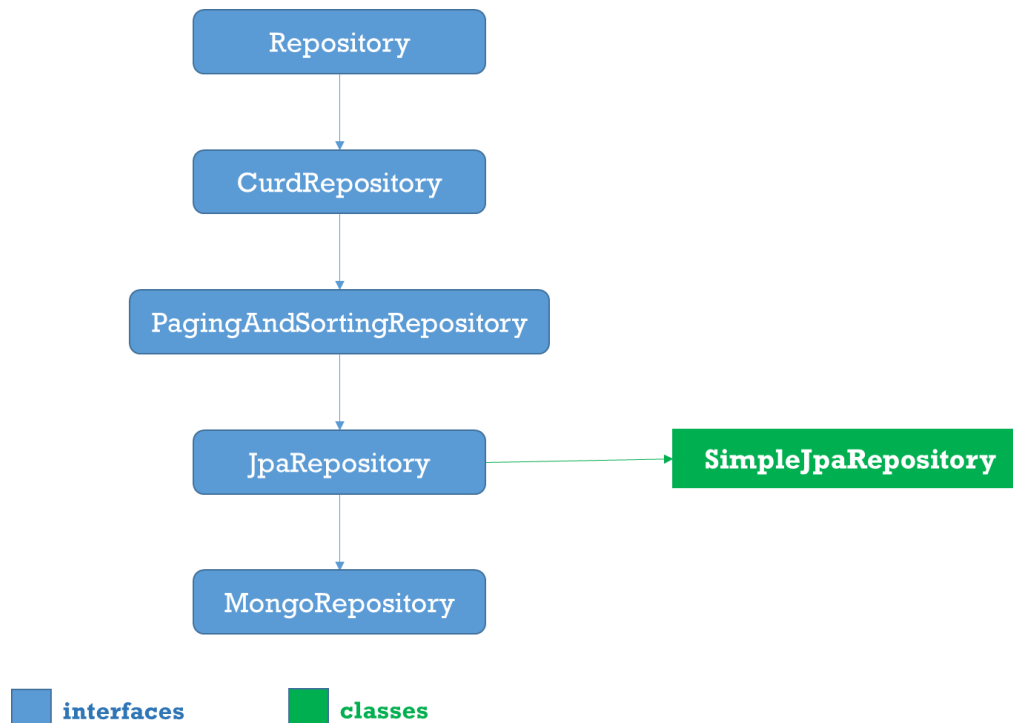 Repository
CurdRepository
PagingAndSortingRepository
JpaRepository
SimpleJpaRepository
MongoRepository
interfaces
classes